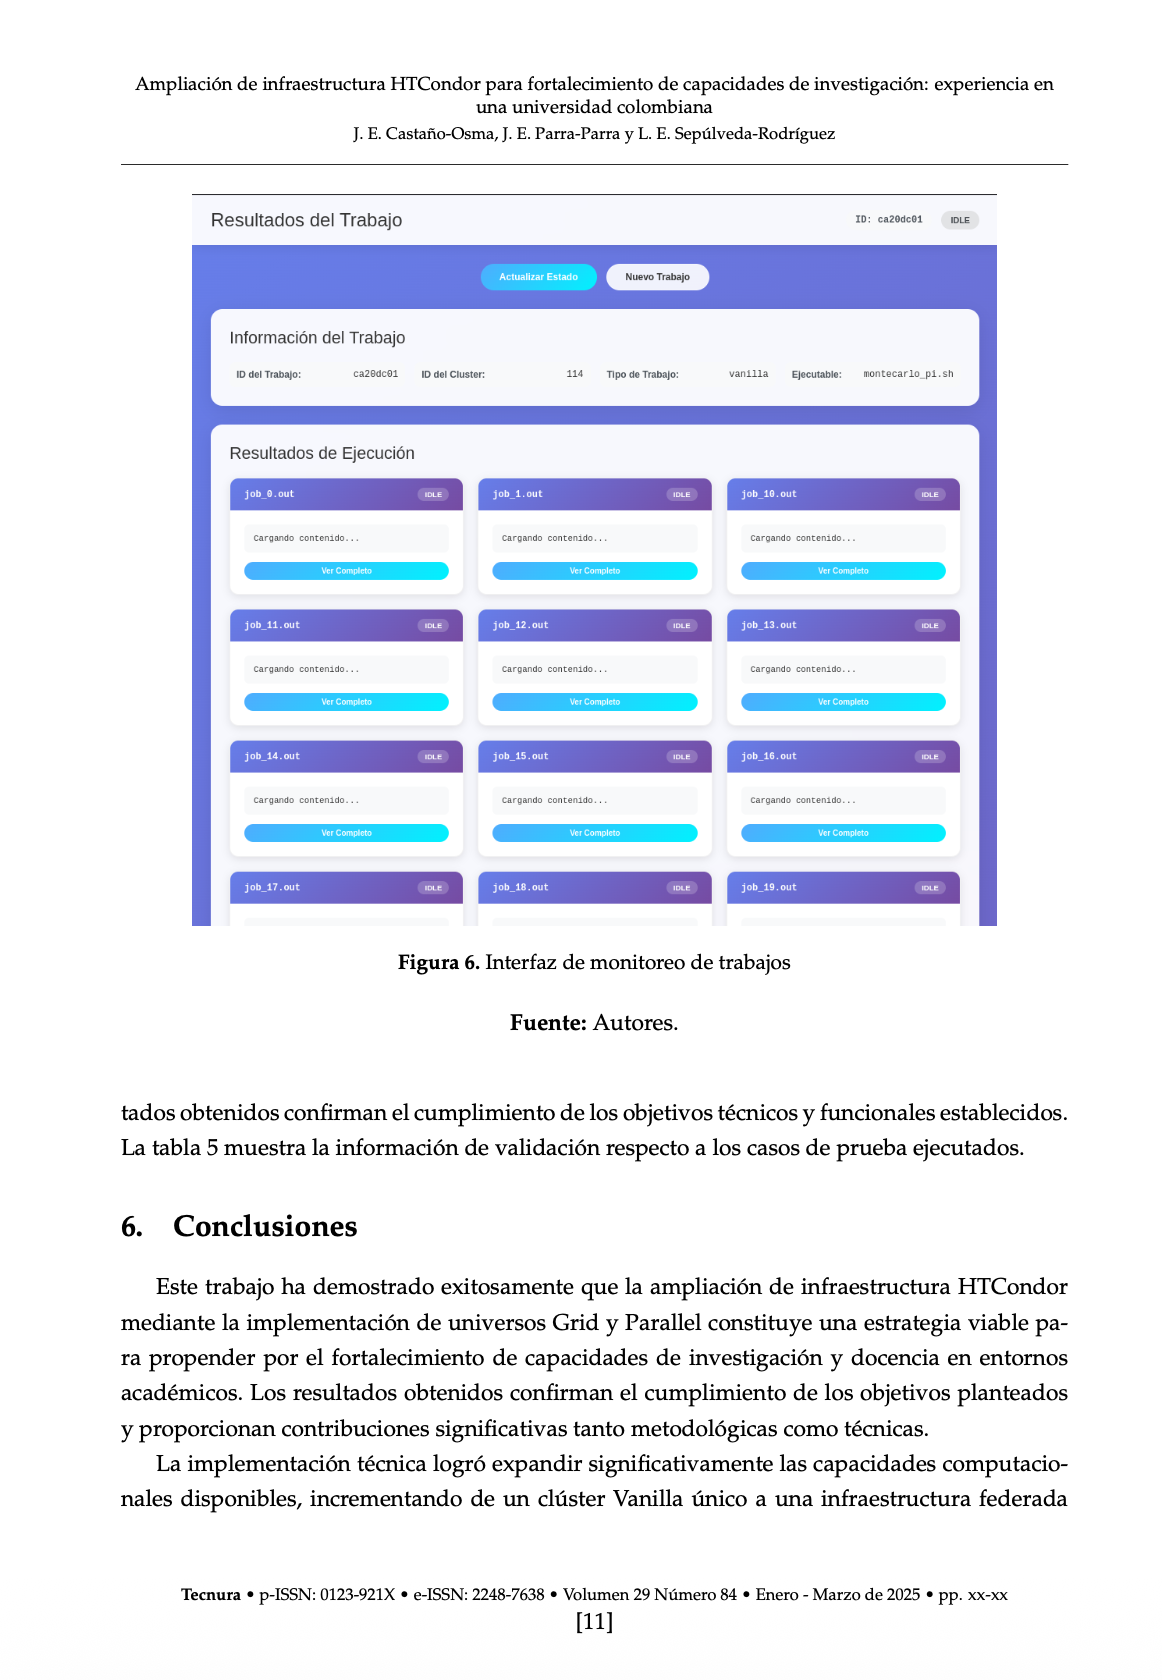 Ampliación de infraestructura HTCondor para fortalecimiento de capacidades de investigación: experiencia en
una universidad colombiana
J. E. Castaño-Osma, J. E. Parra-Parra y L. E. Sepúlveda-Rodríguez
Resultados del Trabajo ID: ca20dc01 IDLE
Actualizar Estado Nuevo Trabajo
Información del Trabajo
ID del Trabajo: ca20dc01 ID del Cluster: 114 Tipo de Trabajo: vanilla Ejecutable: montecarlo_pi.sh
Resultados de Ejecución
job_0.out IDLE job_1.out IDLE job_10.out IDLE
Cargando contenido... Cargando contenido... Cargando contenido...
Ver Completo Ver Completo Ver Completo
job_11.out IDLE job_12.out IDLE job_13.out IDLE
Cargando contenido... Cargando contenido... Cargando contenido...
Ver Completo Ver Completo Ver Completo
job_14.out IDLE job_15.out IDLE job_16.out IDLE
Cargando contenido... Cargando contenido... Cargando contenido...
Ver Completo Ver Completo Ver Completo
job_17.out IDLE job_18.out IDLE job_19.out IDLE
Figura 6. Interfaz de monitoreo de trabajos
Fuente: Autores.
tados obtenidos confirman el cumplimiento de los objetivos técnicos y funcionales establecidos.
La tabla 5 muestra la información de validación respecto a los casos de prueba ejecutados.
6. Conclusiones
Este trabajo ha demostrado exitosamente que la ampliación de infraestructura HTCondor
mediante la implementación de universos Grid y Parallel constituye una estrategia viable pa-
ra propender por el fortalecimiento de capacidades de investigación y docencia en entornos
académicos. Los resultados obtenidos confirman el cumplimiento de los objetivos planteados
y proporcionan contribuciones significativas tanto metodológicas como técnicas.
La implementación técnica logró expandir significativamente las capacidades computacio-
nales disponibles, incrementando de un clúster Vanilla único a una infraestructura federada
Tecnura • p-ISSN: 0123-921X • e-ISSN: 2248-7638 • Volumen 29 Número 84 • Enero - Marzo de 2025 • pp. xx-xx
[11]